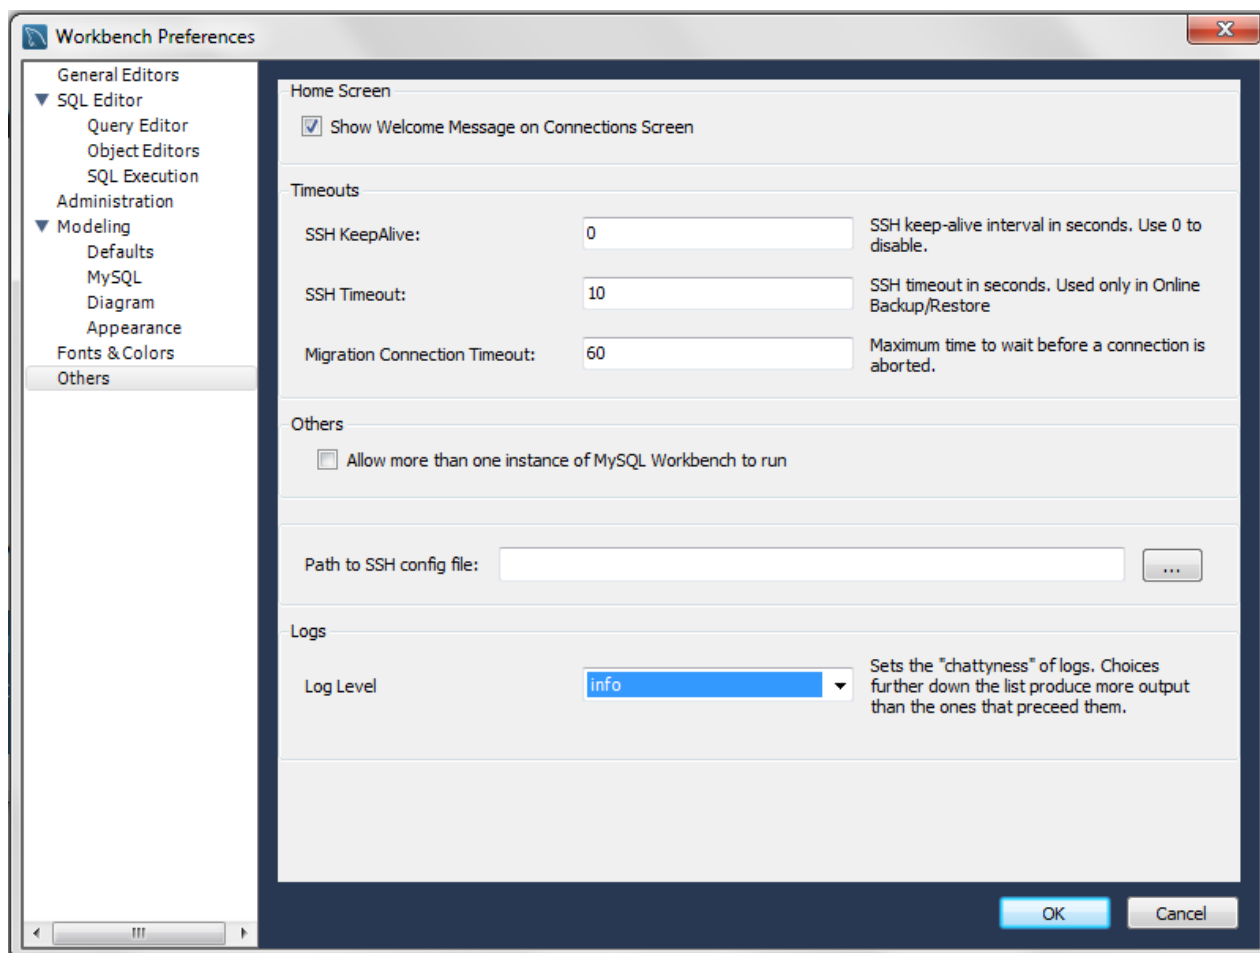 Workbench Preferences
General Editors
SQL Editor
Query Editor
Object Editors
SQL Execution
Administration
Modeling
Defaults
MySQL
Diagram
Appearance
Fonts & Colors
Others
Home Screen
Show Welcome Message on Connections Screen
Timeouts
SSH KeepAlive:
0
SSH keep-alive interval in seconds. Use 0 to
disable.
SSH Timeout:
10
SSH timeout in seconds. Used only in Online
Backup/Restore
Migration Connection Timeout:
60
Maximum time to wait before a connection is
aborted.
Others
Allow more than one instance of MySQL Workbench to run
Path to SSH config file:
...
Logs
Log Level
info
Sets the "chattyness" of logs. Choices
further down the list produce more output
than the ones that preceed them.
OK
Cancel